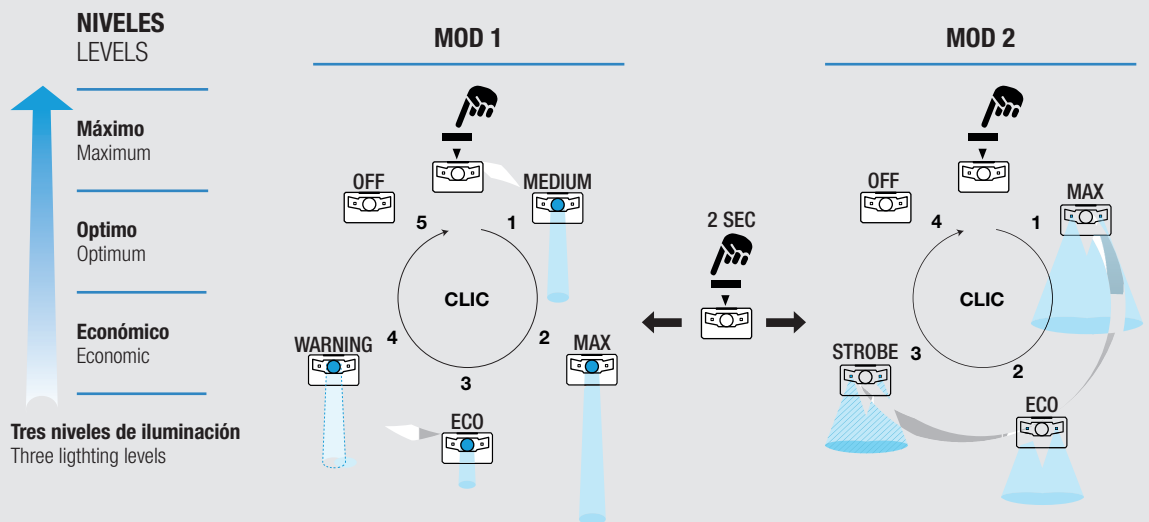 NIVELES
LEVELS
Máximo
Maximum
Optimo
Optimum
Económico
Economic
Tres niveles de iluminación
Three ligthting levels
MOD 1
OFF
MEDIUM
5
1
CLIC
WARNING
4
2
MAX
3
ECO
2 SEC
MOD 2
OFF
MAX
4
1
CLIC
STROBE
3
2
ECO